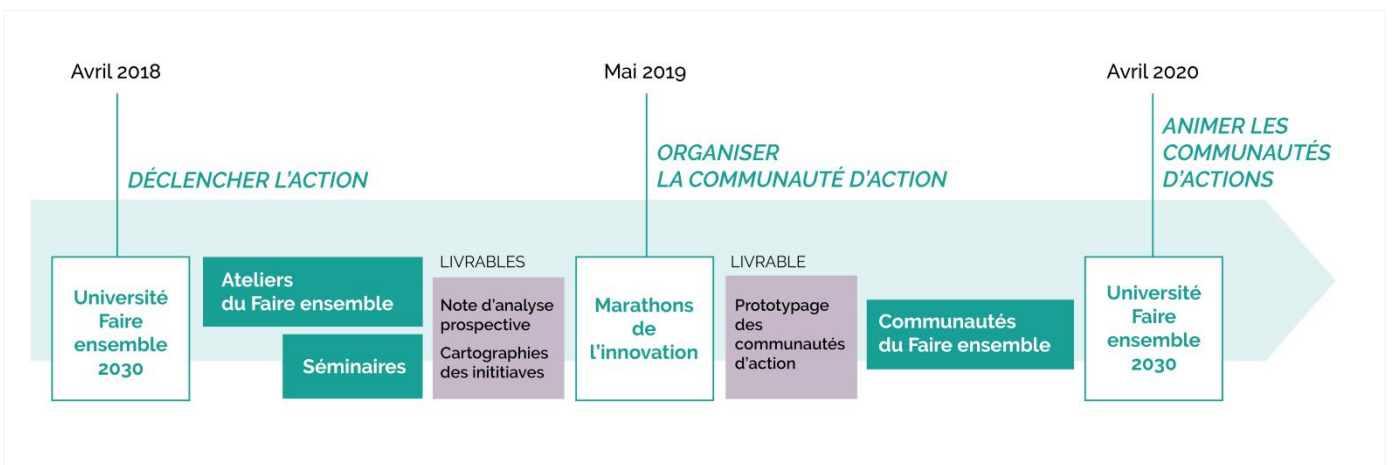 Avril 2018
Mai 2019
Avril 2020
DÉCLENCHER L'ACTION
ORGANISER
LA COMMUNAUTÉ D'ACTION
ANIMER LES
COMMUNAUTÉS
D'ACTIONS
Université
Faire
ensemble
2030
Ateliers
du Faire ensemble
Séminaires
LIVRABLES
Note d'analyse
prospective
Cartographies
des inititiaves
Marathons
de
l'innovation
LIVRABLE
Prototypage
des
communautés
d'action
Communautés
du Faire ensemble
Université
Faire
ensemble
2030